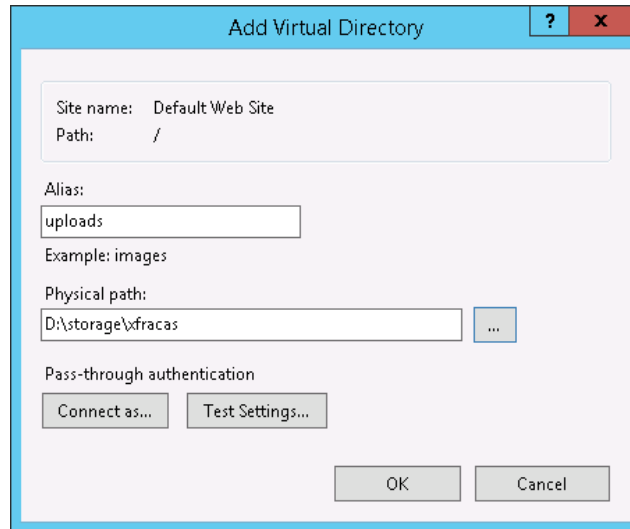 Add Virtual Directory
? x
Site name: Default Web Site
Path: /
Alias:
uploads
Example: images
Physical path:
D:\storage\xfracas
...
Pass-through authentication
Connect as... Test Settings...
OK Cancel